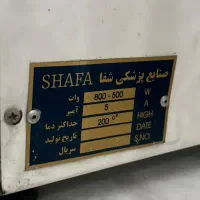 SHAFA صنایع پزشکی شفا
وات 800 - 500 W
آمپر 5 A
حداکثر دما 200 c° HIGH
تاریخ تولید DATE
سریال S.NO.